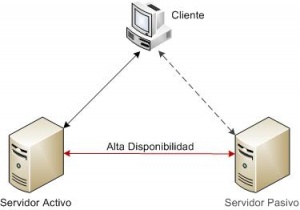 Cliente
Alta Disponibilidad
Servidor Activo
Servidor Pasivo